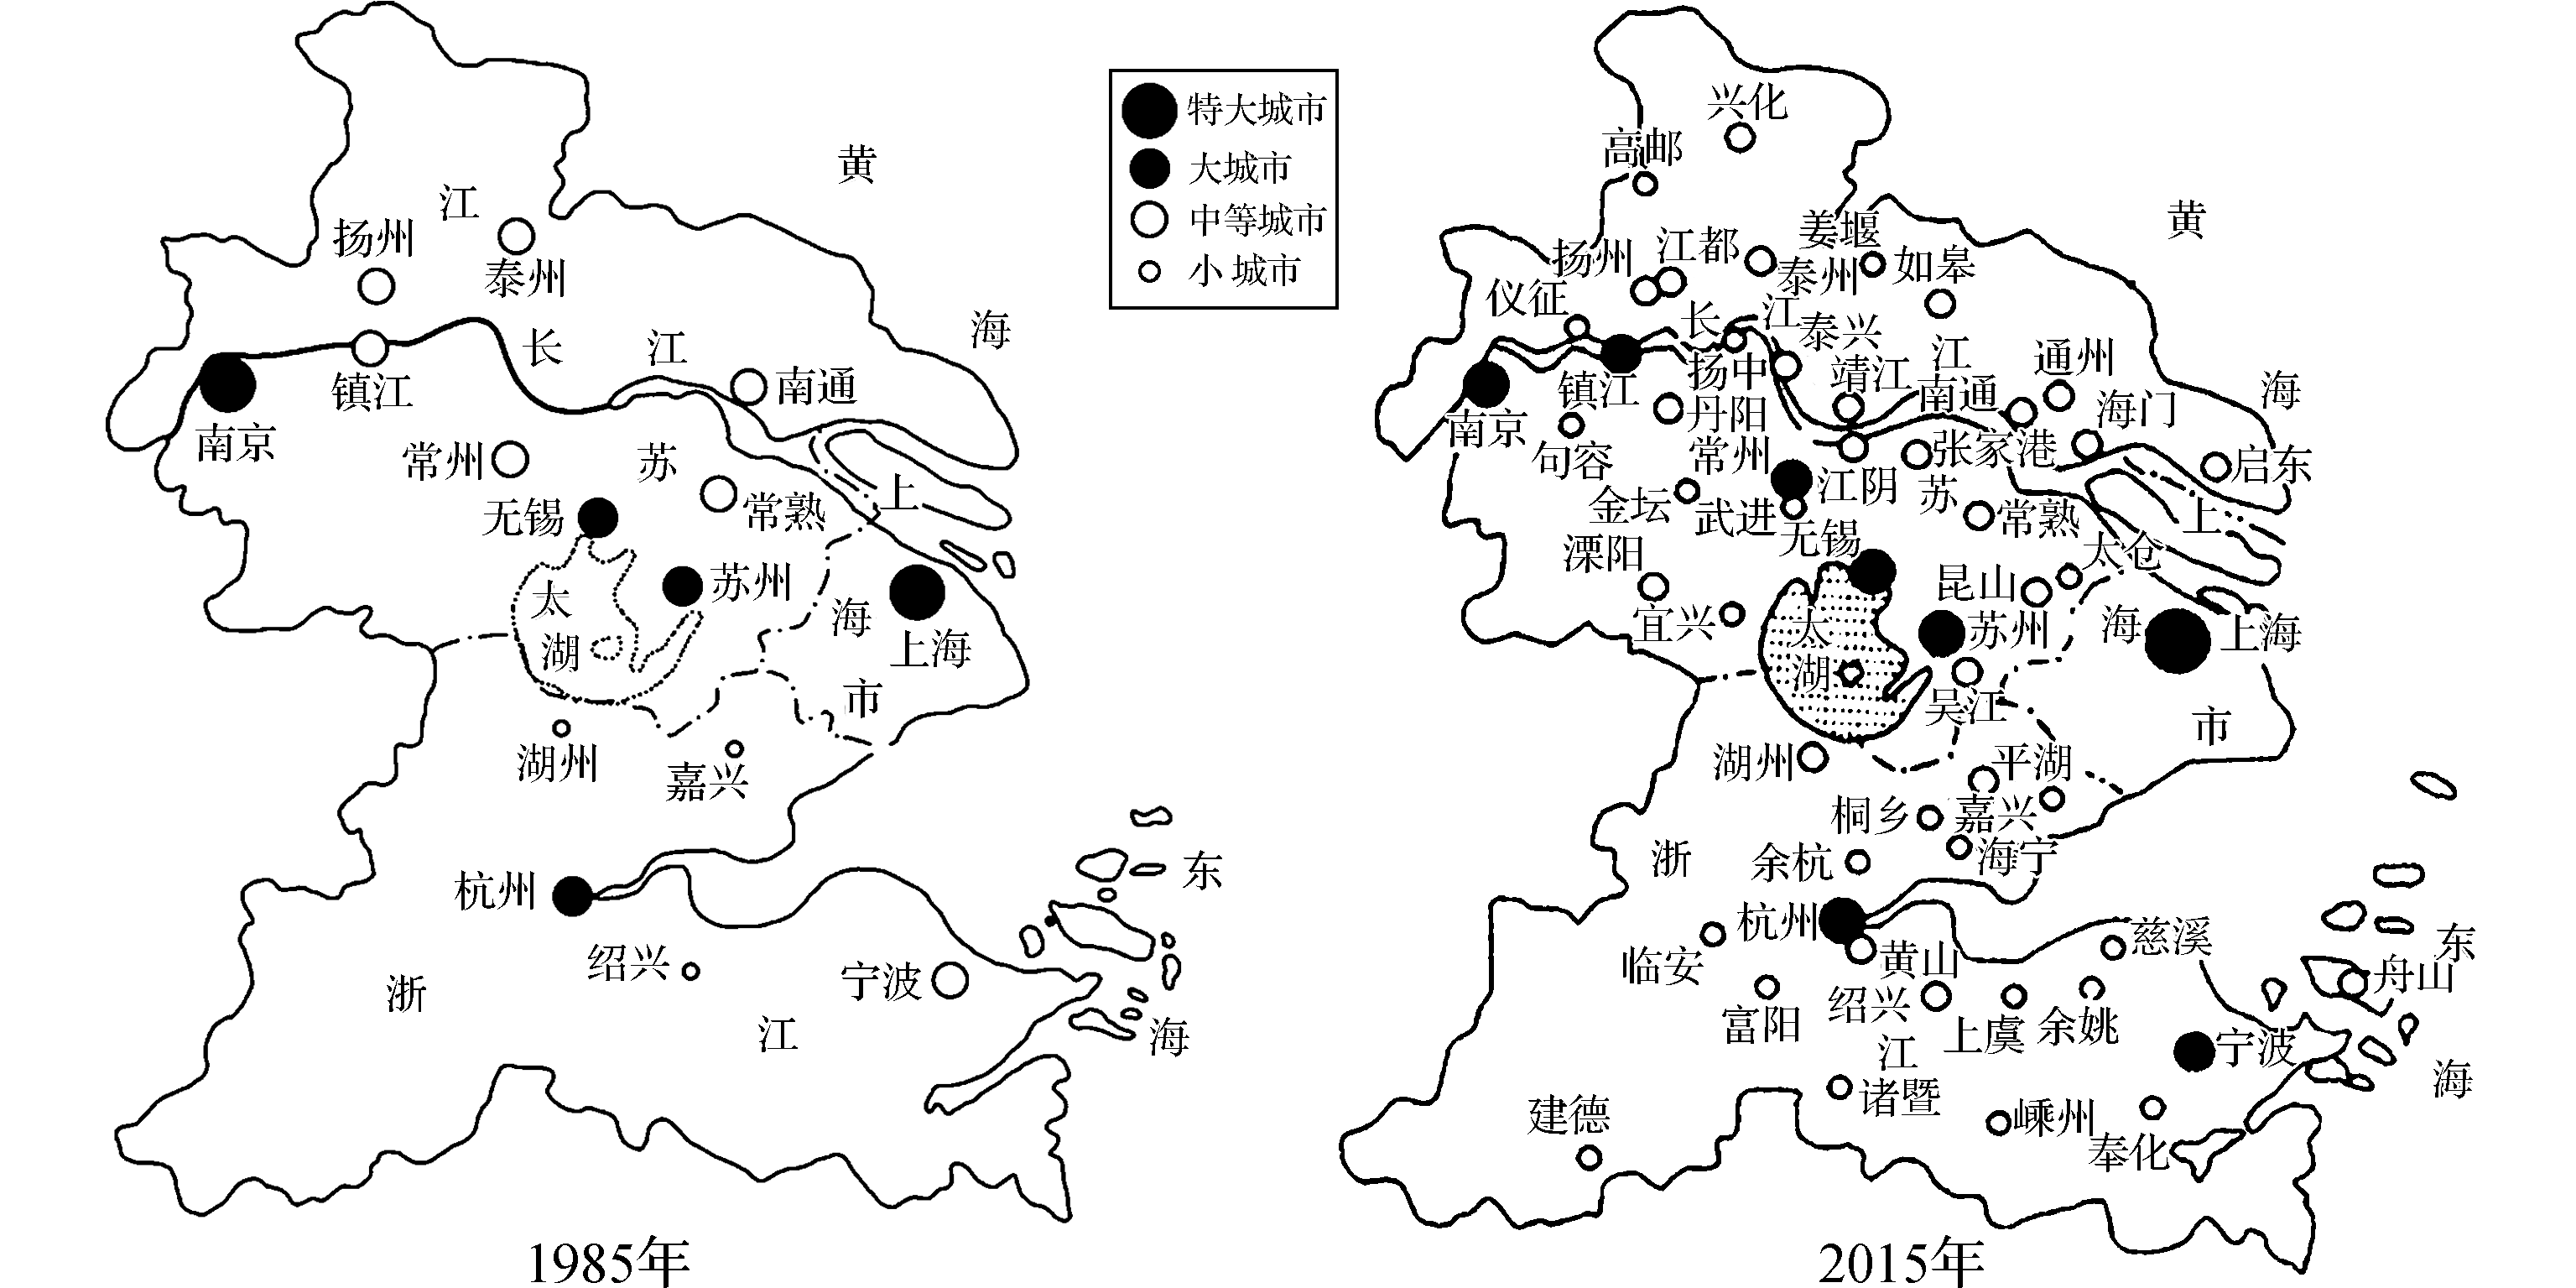 黄
江
扬州
泰州
海
长
江
镇江
南通
南京
常州
苏
常熟
上
无锡
太
苏州
海
湖
上海
市
湖州
嘉兴
东
杭州
绍兴
宁波
浙
江
海
1985年
特大城市
大城市
中等城市
小城市
兴化
高邮
黄
姜堰
江都
如皋
扬州
泰州
仪征
长
江
泰兴
江
通州
扬中
靖江
南通
海
镇江
海门
南京
丹阳
句容
常州
张家港
启东
江阴
金坛
武进
苏
常熟
上
无锡
溧阳
太仓
昆山
宜兴
太
苏州
海
上海
湖
吴江
市
湖州
平湖
桐乡
嘉兴
浙
余杭
海宁
杭州
慈溪
东
临安
黄山
舟山
富阳
绍兴
上虞
余姚
江
宁波
诸暨
海
建德
嵊州
奉化
2015年